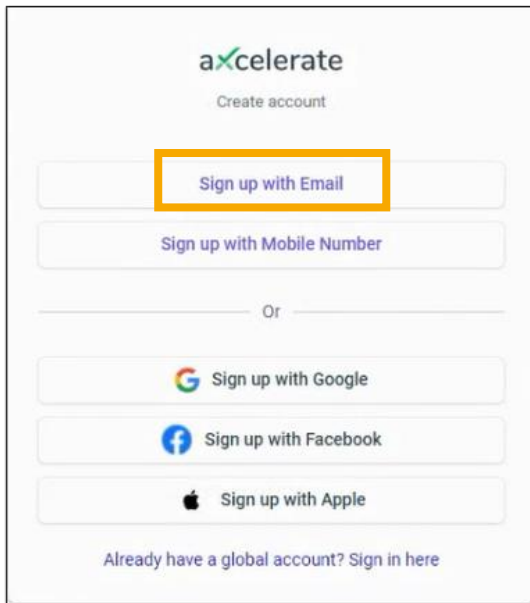 axcelerate
Create account
Sign up with Email
Sign up with Mobile Number
Or
Sign up with Google
Sign up with Facebook
Sign up with Apple
Already have a global account? Sign in here